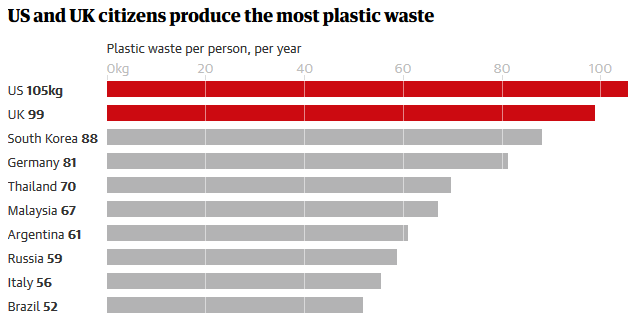 US and UK citizens produce the most plastic waste
Plastic waste per person, per year
0kg 20 40 60 80 100
US 105kg
UK 99
South Korea 88
Germany 81
Thailand 70
Malaysia 67
Argentina 61
Russia 59
Italy 56
Brazil 52